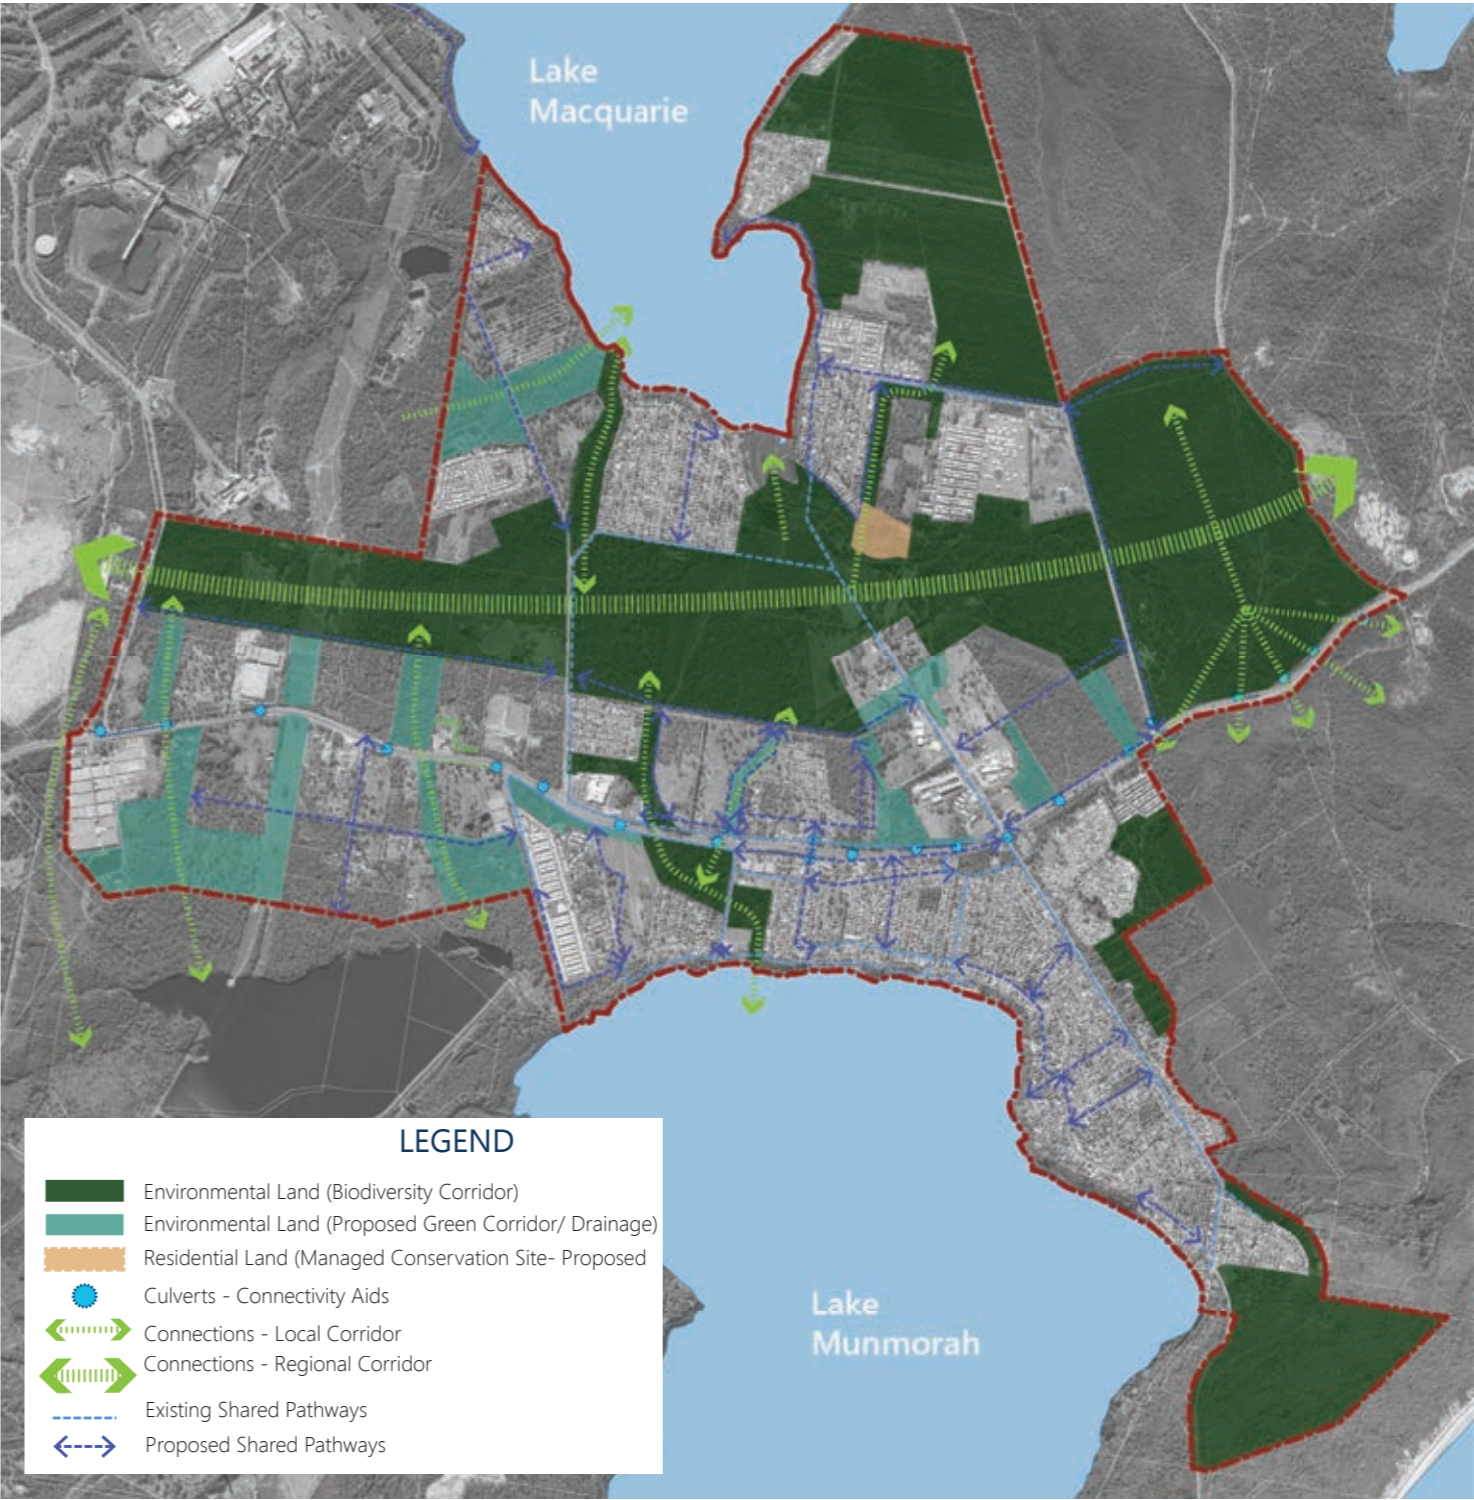 Lake
Macquarie
LEGEND
Environmental Land (Biodiversity Corridor)
Environmental Land (Proposed Green Corridor/ Drainage)
Residential Land (Managed Conservation Site- Proposed
Culverts - Connectivity Aids
Connections - Local Corridor
Connections - Regional Corridor
Existing Shared Pathways
Proposed Shared Pathways
Lake
Munmorah